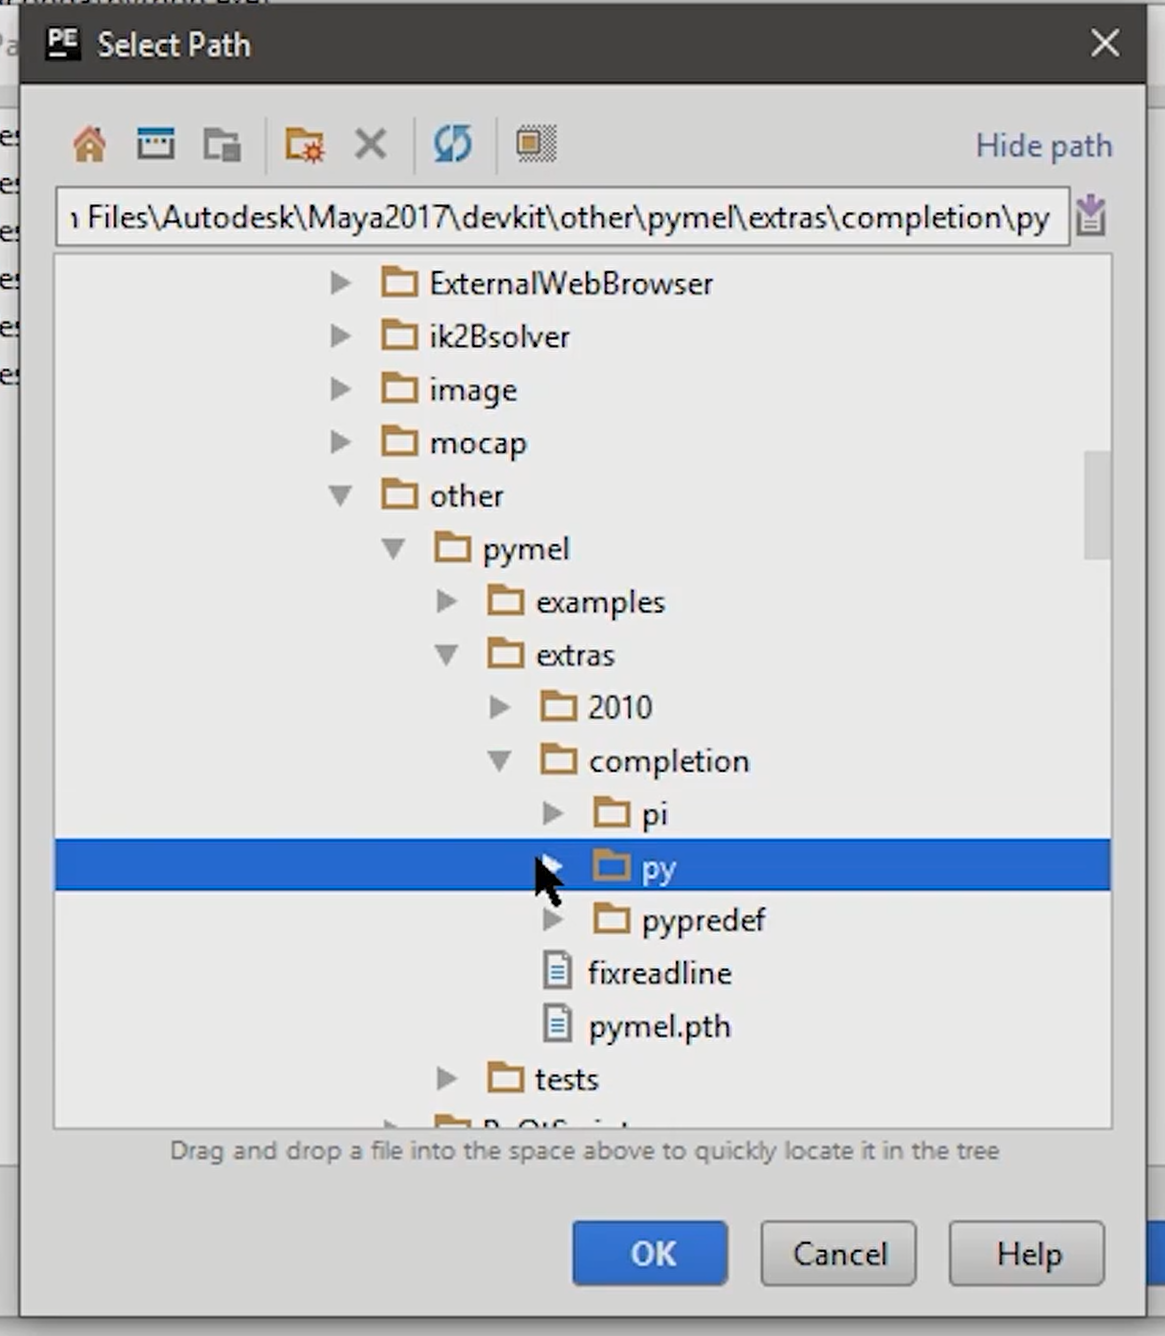 PE Select Path
Hide path
Files\Autodesk\Maya2017\devkit\other\pymel\extras\completion\py
ExternalWebBrowser
ik2Bsolver
image
mocap
other
pymel
examples
extras
2010
completion
pi
py
pypredef
fixreadline
pymel.pth
tests
Drag and drop a file into the space above to quickly locate it in the tree
OK Cancel Help